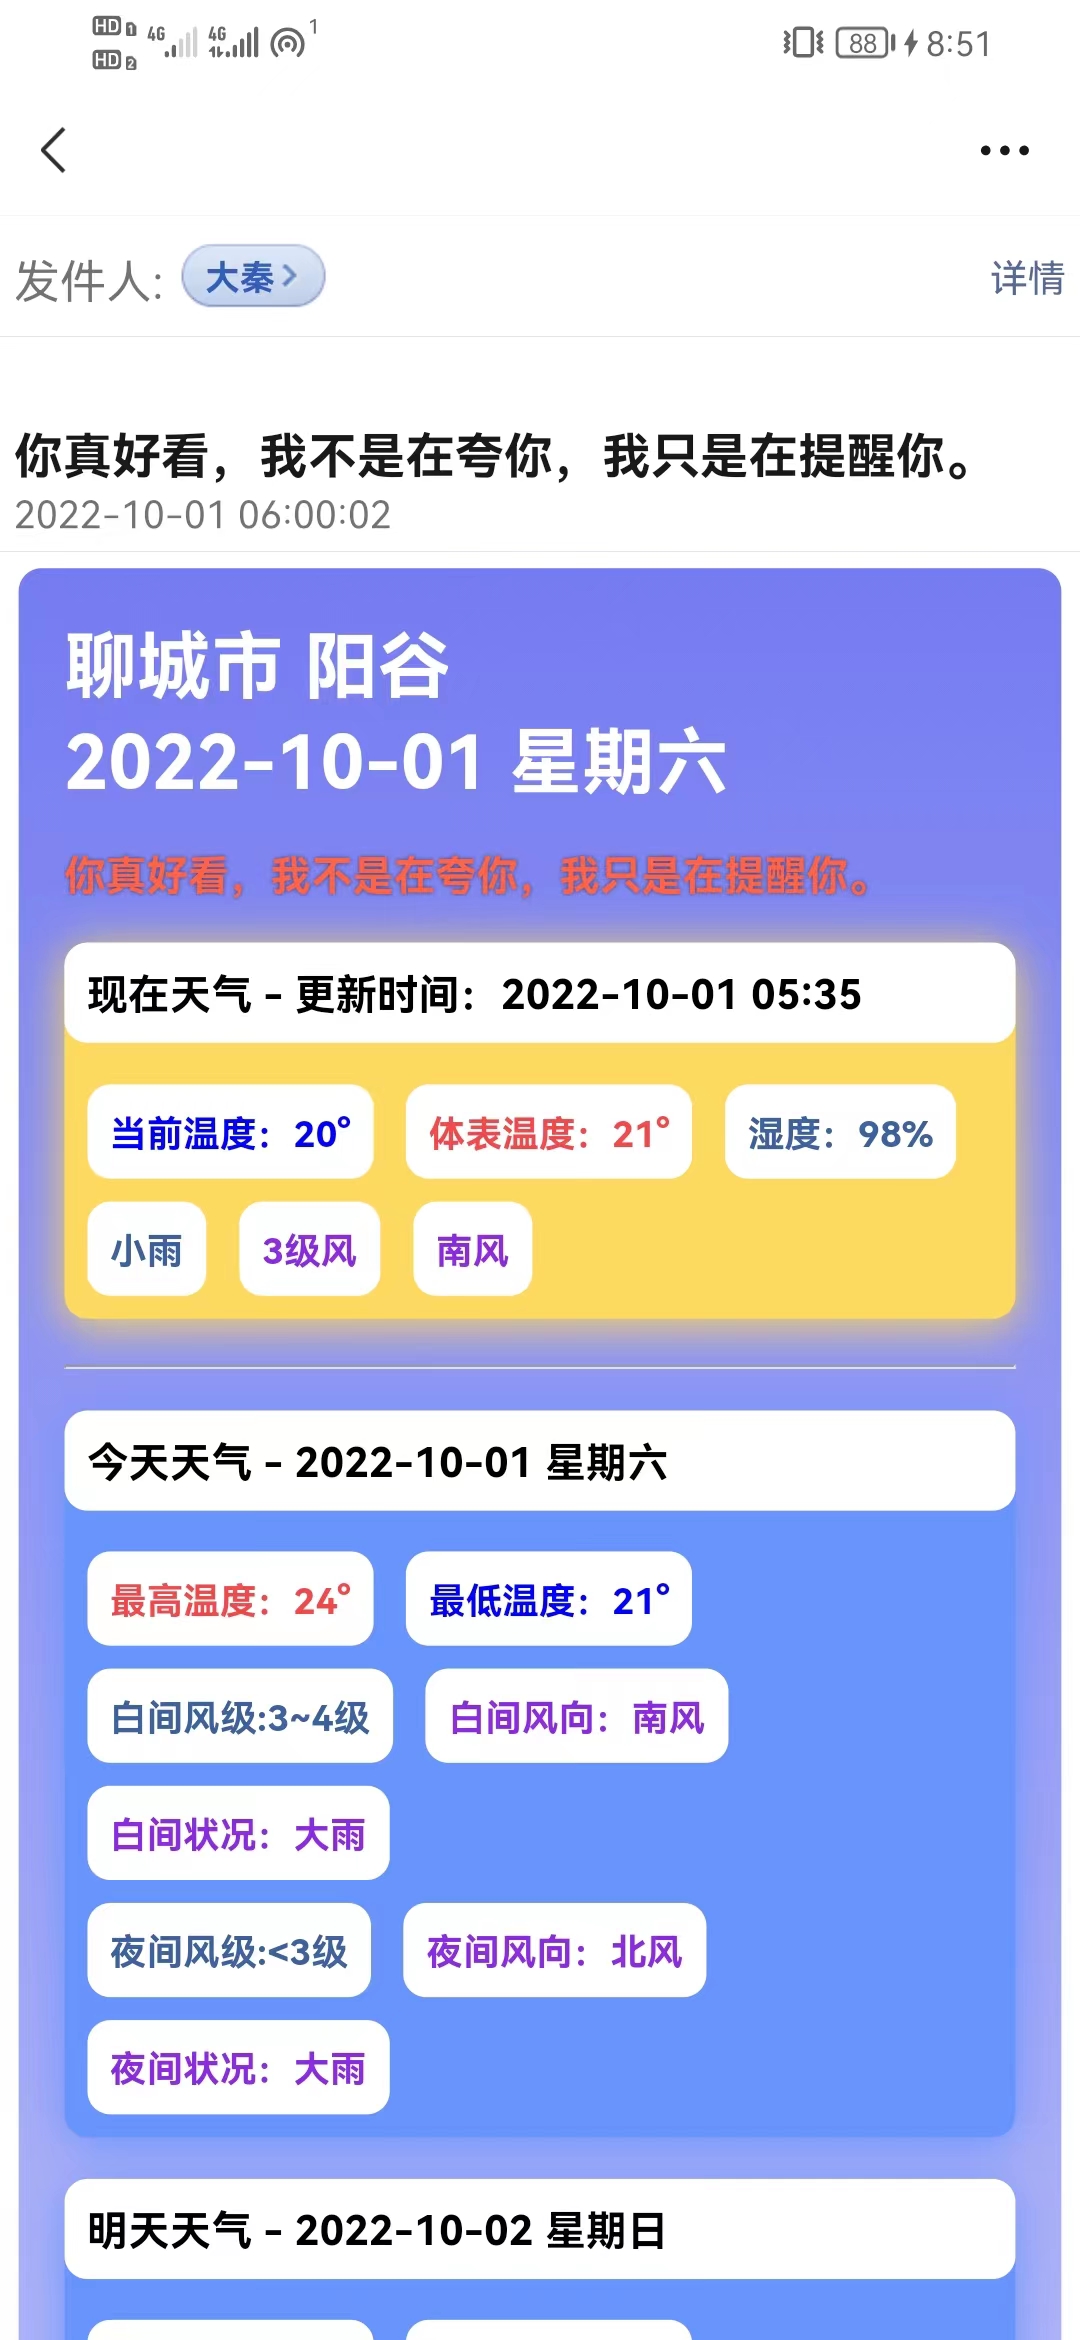 HD 1 4G 4G 1
HD 2
88 8:51
发件人: 大秦
详情
你真好看，我不是在夸你，我只是在提醒你。
2022-10-01 06:00:02
聊城市 阳谷
2022-10-01 星期六
你真好看，我不是在夸你，我只是在提醒你。
现在天气 - 更新时间：2022-10-01 05:35
当前温度：20° 体表温度：21° 湿度：98%
小雨 3级风 南风
今天天气 - 2022-10-01 星期六
最高温度：24° 最低温度：21°
白间风级:3~4级 白间风向：南风
白间状况：大雨
夜间风级:<3级 夜间风向：北风
夜间状况：大雨
明天天气 - 2022-10-02 星期日